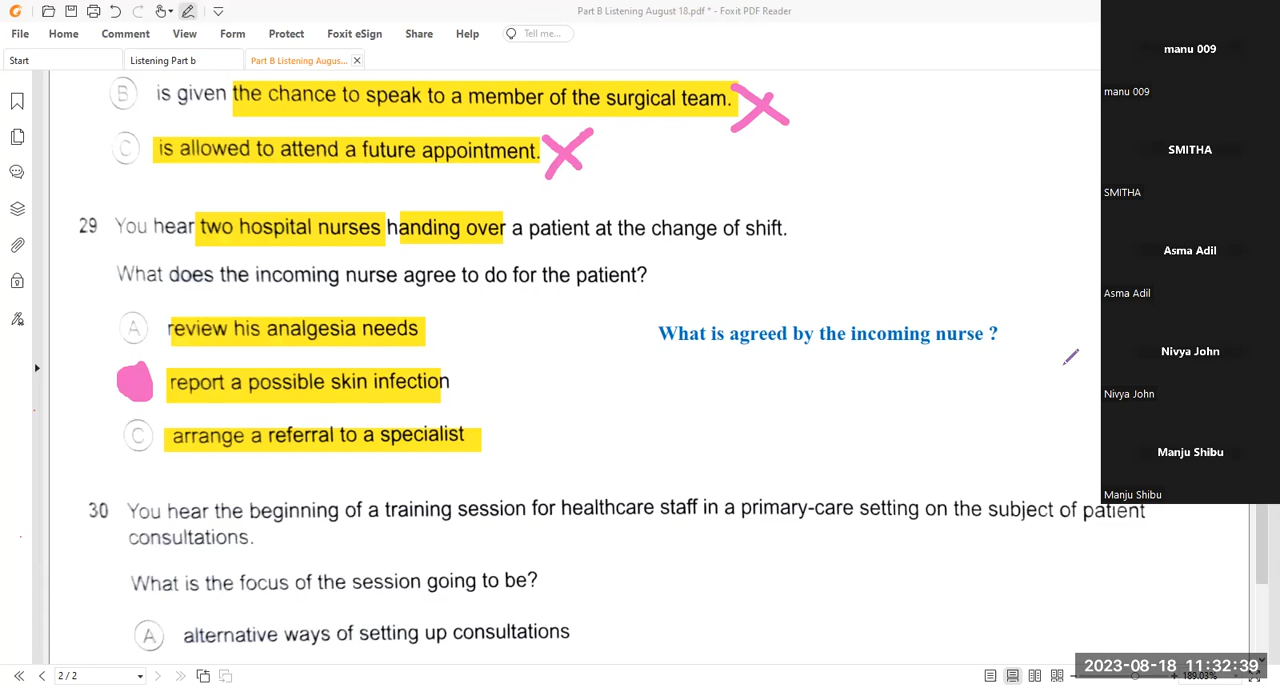 Part B Listening August 18.pdf * - Foxit PDF Reader
File Home Comment View Form Protect Foxit eSign Share Help Tell me...
Start Listening Part b Part B Listening Augus...
B is given the chance to speak to a member of the surgical team.
C is allowed to attend a future appointment.
29 You hear two hospital nurses handing over a patient at the change of shift.
What does the incoming nurse agree to do for the patient?
A review his analgesia needs
What is agreed by the incoming nurse ?
report a possible skin infection
C arrange a referral to a specialist
30 You hear the beginning of a training session for healthcare staff in a primary-care setting on the subject of patient
consultations.
What is the focus of the session going to be?
A alternative ways of setting up consultations
manu 009
manu 009
SMITHA
SMITHA
Asma Adil
Asma Adil
Nivya John
Nivya John
Manju Shibu
Manju Shibu
2 / 2
2023-08-18 11:32:39
189.03%